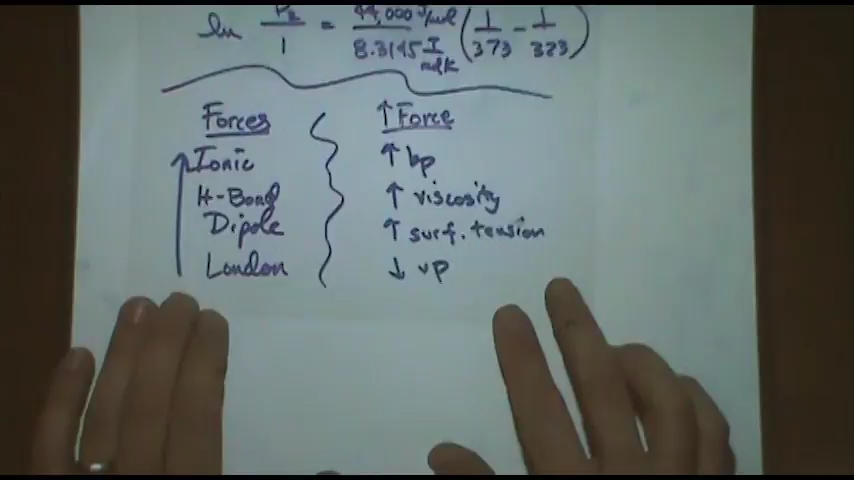 ln P₂/1 = 44,000 J/mol / 8.3145 J/molK (1/373 - 1/323)
Forces
Ionic
H-Bond
Dipole
London
↑ Force
↑ bp
↑ viscosity
↑ surf. tension
↓ vp